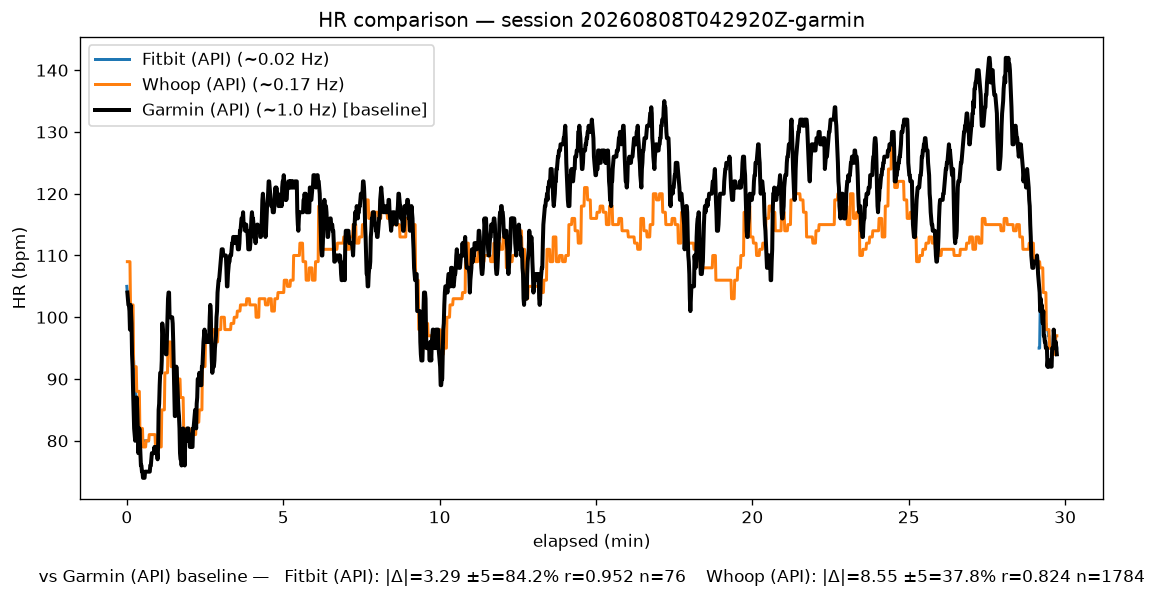 HR comparison — session 20260808T042920Z-garmin
Fitbit (API) (~0.02 Hz)
Whoop (API) (~0.17 Hz)
Garmin (API) (~1.0 Hz) [baseline]
HR (bpm)
140
130
120
110
100
90
80
0 5 10 15 20 25 30
elapsed (min)
vs Garmin (API) baseline — Fitbit (API): |Δ|=3.29 ±5=84.2% r=0.952 n=76 Whoop (API): |Δ|=8.55 ±5=37.8% r=0.824 n=1784